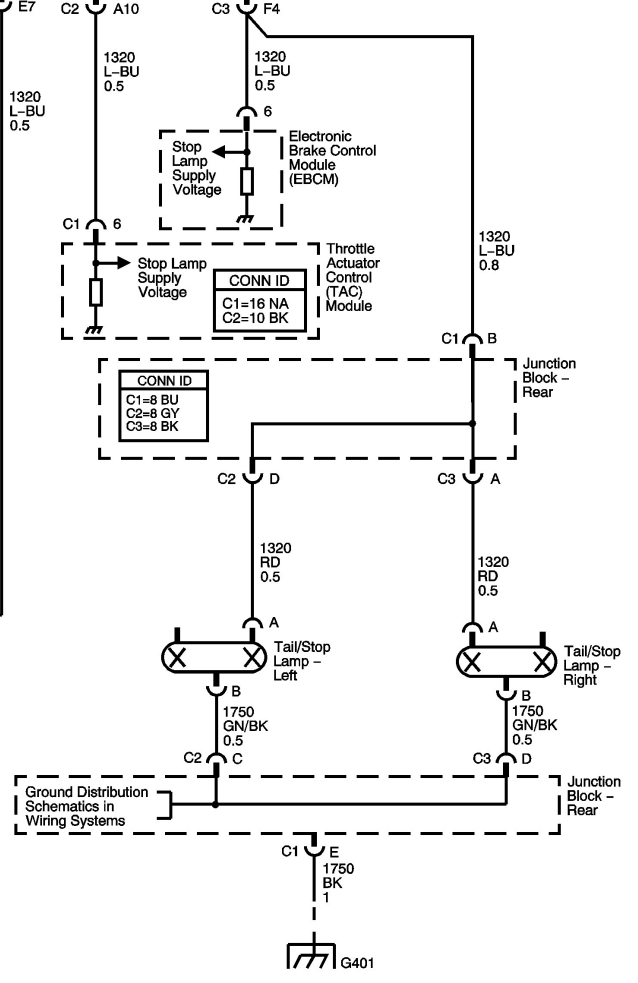 E7
C2 A10
C3 F4
1320
L-BU
0.5
1320
L-BU
0.5
1320
L-BU
0.5
6
Stop
Lamp
Supply
Voltage
Electronic
Brake Control
Module
(EBCM)
C1 6
Stop Lamp
Supply
Voltage
CONN ID
C1=16 NA
C2=10 BK
Throttle
Actuator
Control
(TAC)
Module
1320
L-BU
0.8
C1 B
CONN ID
C1=8 BU
C2=8 GY
C3=8 BK
Junction
Block –
Rear
C2 D
C3 A
1320
RD
0.5
1320
RD
0.5
A
A
Tail/Stop
Lamp –
Left
Tail/Stop
Lamp –
Right
B
B
1750
GN/BK
0.5
1750
GN/BK
0.5
C2 C
C3 D
Ground Distribution
Schematics in
Wiring Systems
Junction
Block –
Rear
C1 E
1750
BK
1
G401